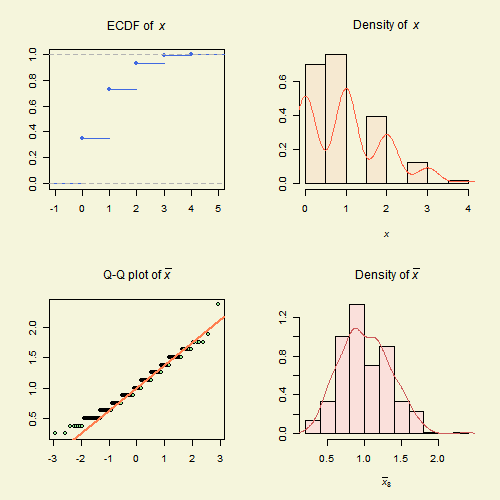 ECDF of x
0.0 0.2 0.4 0.6 0.8 1.0
-1 0 1 2 3 4 5
Density of x
0.0 0.2 0.4 0.6
0 1 2 3 4
x
Q-Q plot of x̅
0.5 1.0 1.5 2.0
-3 -2 -1 0 1 2 3
Density of x̅
0.0 0.4 0.8 1.2
0.5 1.0 1.5 2.0
x̅₈